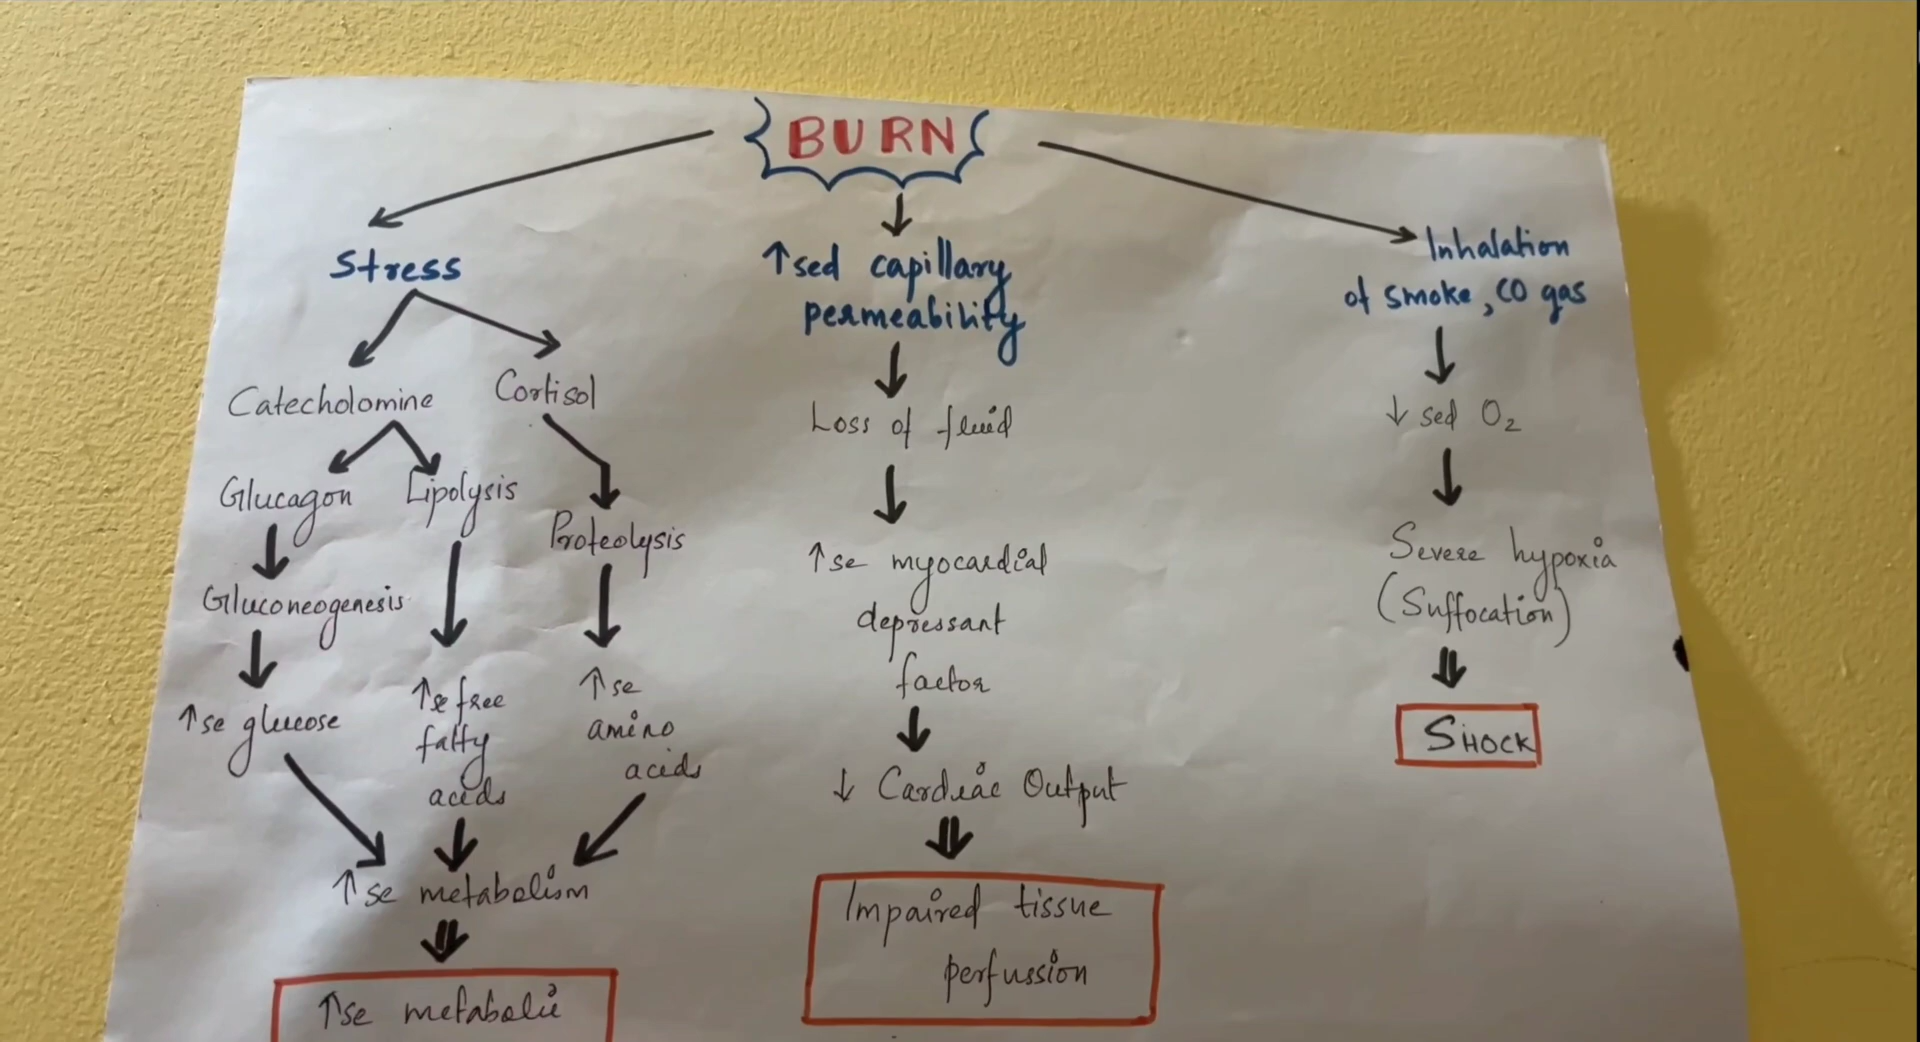 BURN
Stress
↑sed capillary
permeability
Inhalation
of smoke, CO gas
Catecholomine
Cortisol
Loss of fluid
↓ sed O₂
Glucagon
Lipolysis
Proteolysis
↑se myocardial
depressant
factor
Severe hypoxia
(Suffocation)
Gluconeogenesis
↑se glucose
↑se free
fatty
acids
↑se
amino
acids
↓ Cardiac Output
SHOCK
↑se metabolism
Impaired tissue
perfussion
↑se metabolic